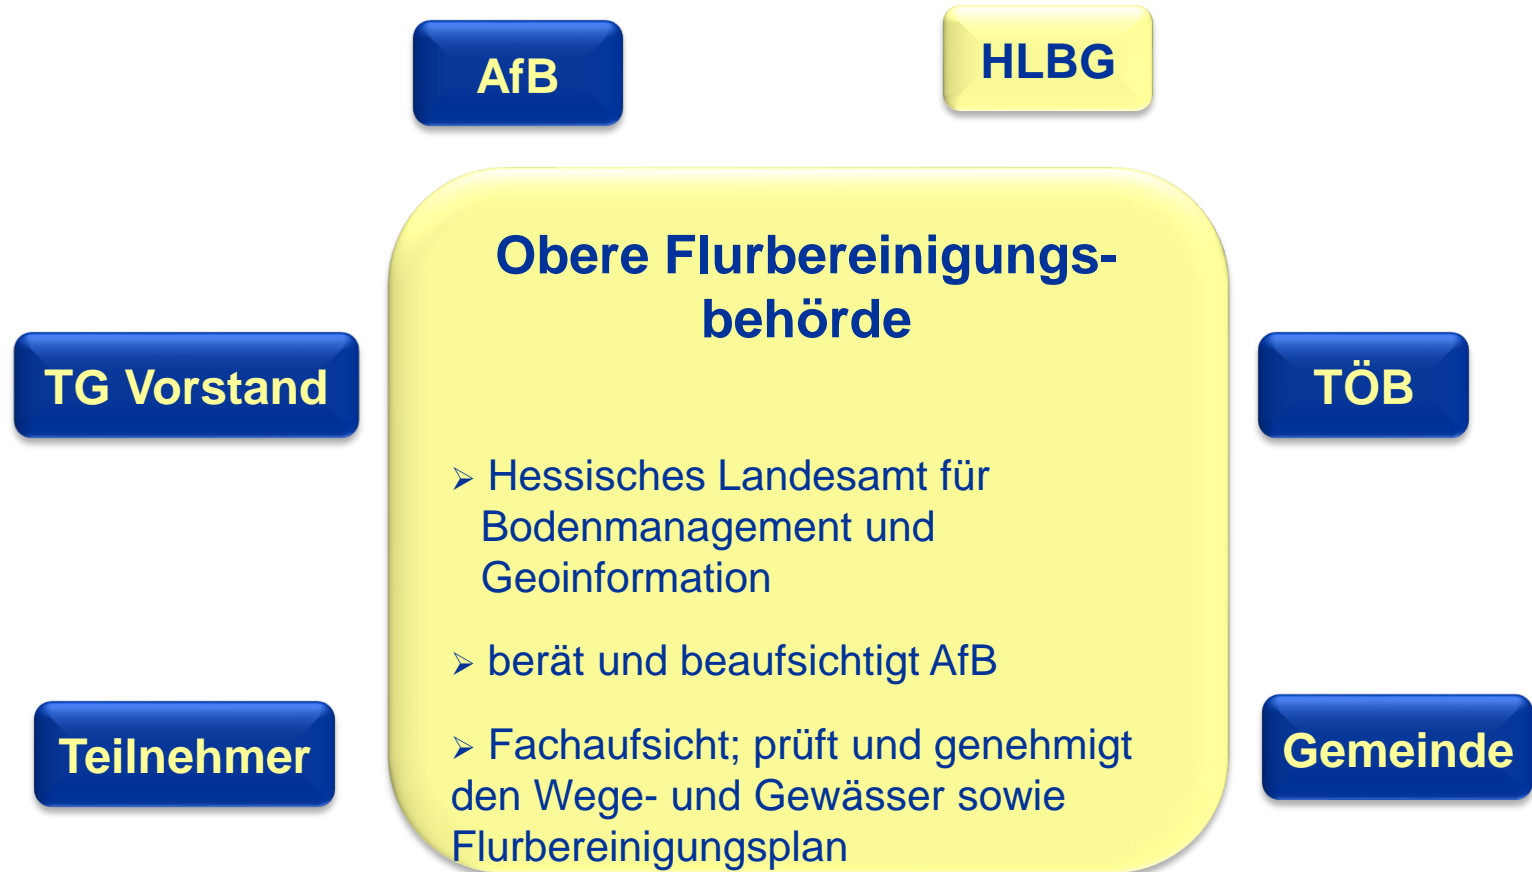 AfB
HLBG
Obere Flurbereinigungs-
behörde
TG Vorstand
TÖB
➢ Hessisches Landesamt für
Bodenmanagement und
Geoinformation
➢ berät und beaufsichtigt AfB
Teilnehmer
Gemeinde
➢ Fachaufsicht; prüft und genehmigt
den Wege- und Gewässer sowie
Flurbereinigungsplan